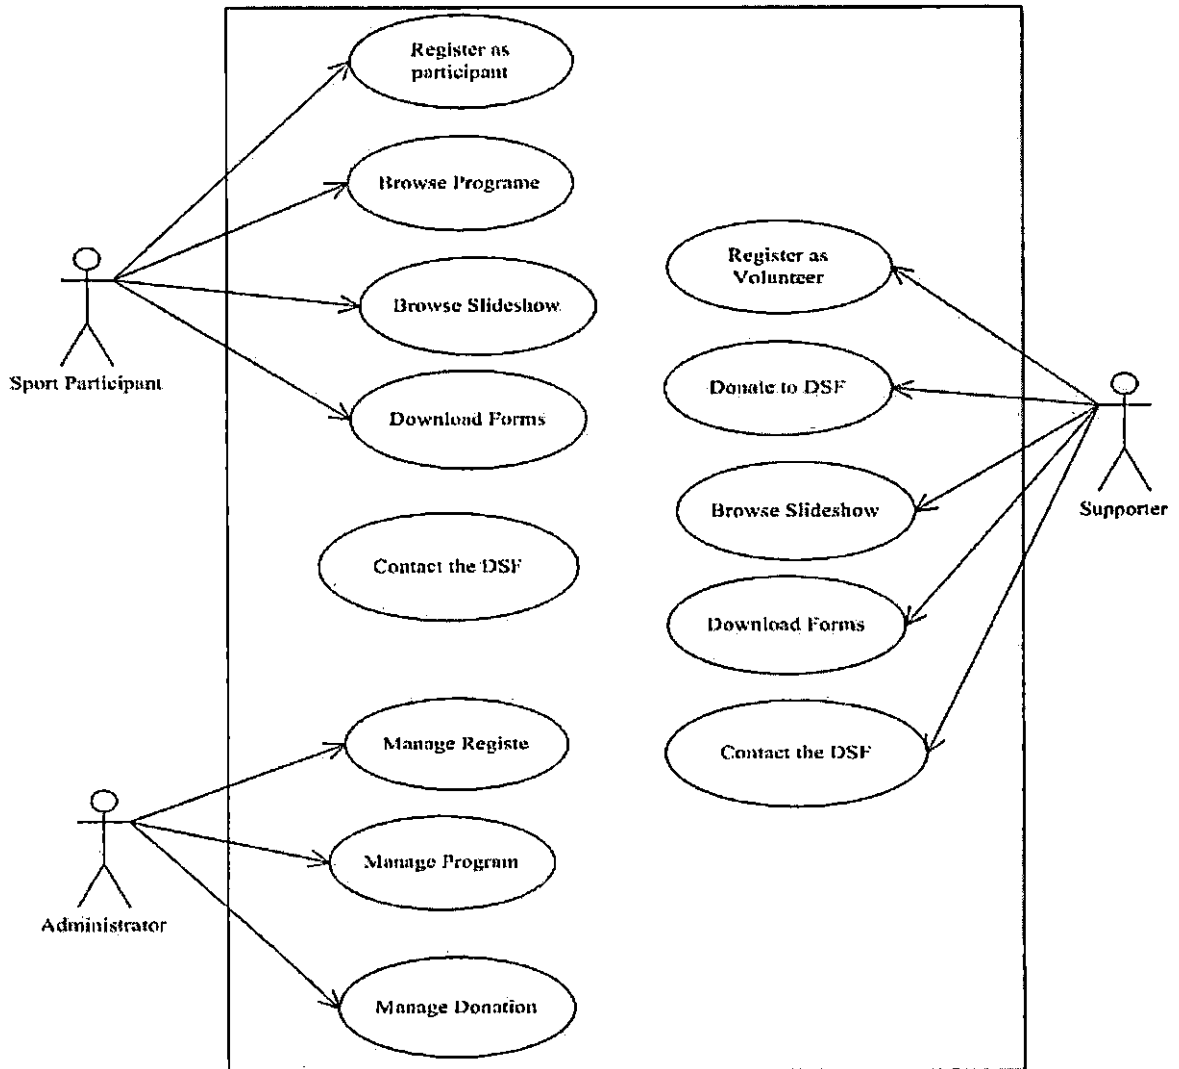 Register as
participant
Browse Programe
Browse Slideshow
Sport Participant
Download Forms
Contact the DSF
Register as
Volunteer
Donate to DSF
Browse Slideshow
Supporter
Download Forms
Contact the DSF
Manage Registe
Manage Program
Administrator
Manage Donation